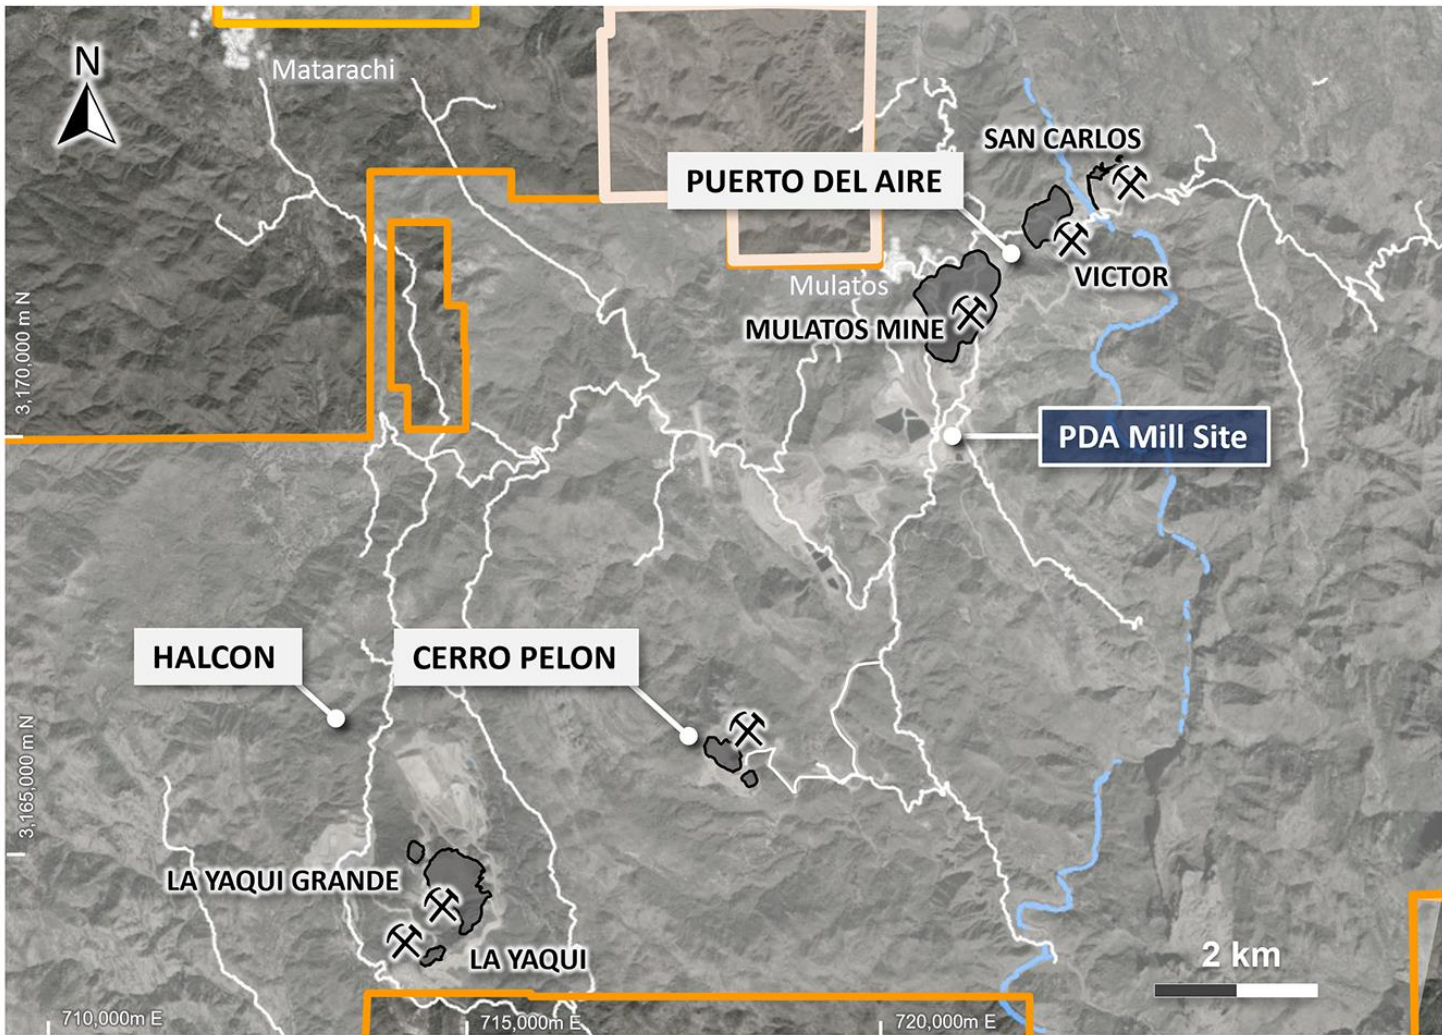 N
Matarachi
SAN CARLOS
PUERTO DEL AIRE
VICTOR
Mulatos
MULATOS MINE
3,170,000 m N
PDA Mill Site
HALCON
CERRO PELON
3,165,000 m N
LA YAQUI GRANDE
LA YAQUI
2 km
710,000m E
715,000m E
720,000m E